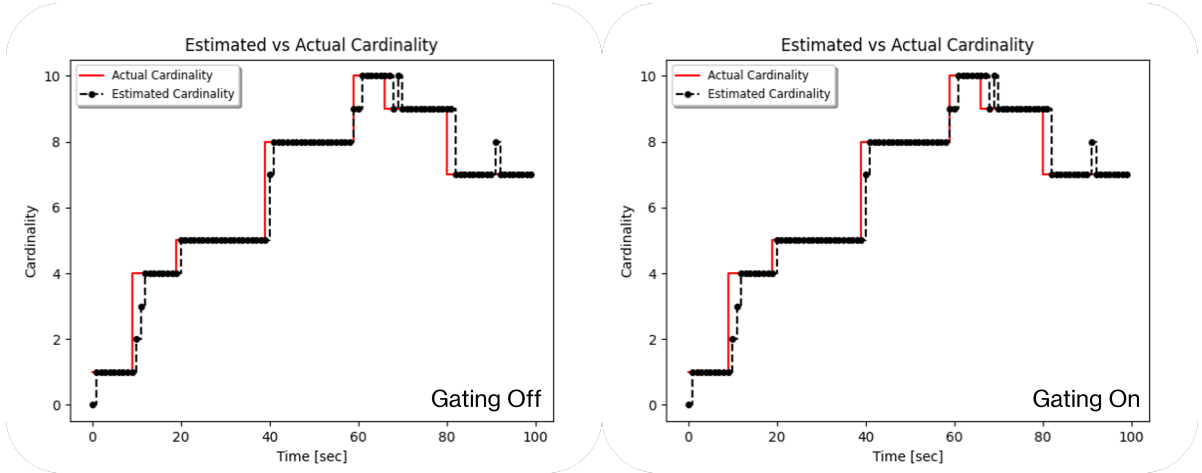 Estimated vs Actual Cardinality
Actual Cardinality
Estimated Cardinality
10
8
6
4
2
0
Cardinality
0 20 40 60 80 100
Time [sec]
Gating Off
Estimated vs Actual Cardinality
Actual Cardinality
Estimated Cardinality
10
8
6
4
2
0
Cardinality
0 20 40 60 80 100
Time [sec]
Gating On